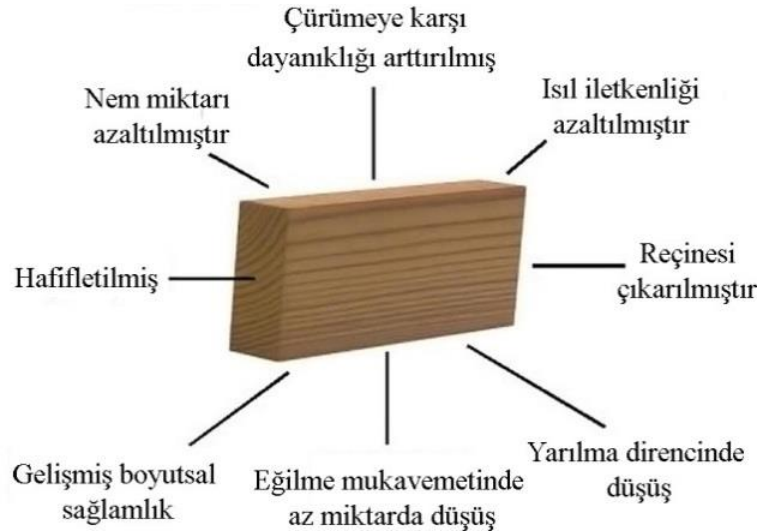 Çürümeye karşı
dayanıklığı arttırılmış
Nem miktarı
azaltılmıştır
Isıl iletkenliği
azaltılmıştır
Hafifletilmiş
Reçinesi
çıkarılmıştır
Gelişmiş boyutsal
sağlamlık
Eğilme mukavemetinde
az miktarda düşüş
Yarılma direncinde
düşüş